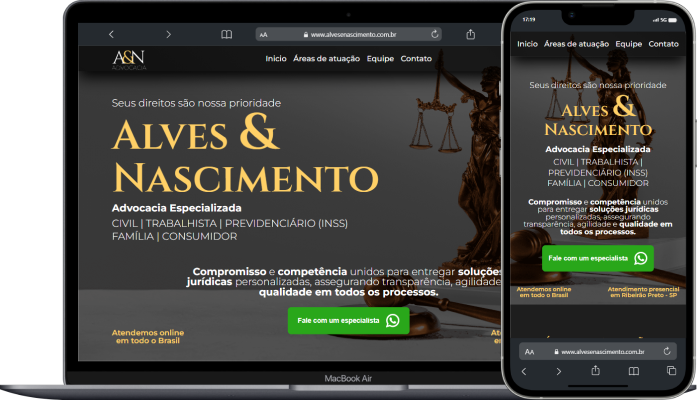 AA
www.alvesenascimento.com.br
A&N
ADVOCACIA
Inicio Áreas de atuação Equipe Contato
Seus direitos são nossa prioridade
ALVES &
NASCIMENTO
Advocacia Especializada
CIVIL | TRABALHISTA | PREVIDENCIÁRIO (INSS)
FAMÍLIA | CONSUMIDOR
Compromisso e competência unidos para entregar soluçõe
jurídicas personalizadas, assegurando transparência, agilidade
qualidade em todos os processos.
Fale com um especialista
Atendemos online
em todo o Brasil
MacBook Air
17:19
5G
Inicio Áreas de atuação Equipe Contato
Seus direitos são nossa prioridade
ALVES &
NASCIMENTO
Advocacia Especializada
CIVIL | TRABALHISTA |
PREVIDENCIÁRIO (INSS)
FAMÍLIA | CONSUMIDOR
Compromisso e competência unidos
para entregar soluções jurídicas
personalizadas, assegurando
transparência, agilidade e qualidade em
todos os processos.
Fale com um especialista
Atendemos online
em todo o Brasil
Atendimento presencial
em Ribeirão Preto - SP
AA
www.alvesenascimento.com.br